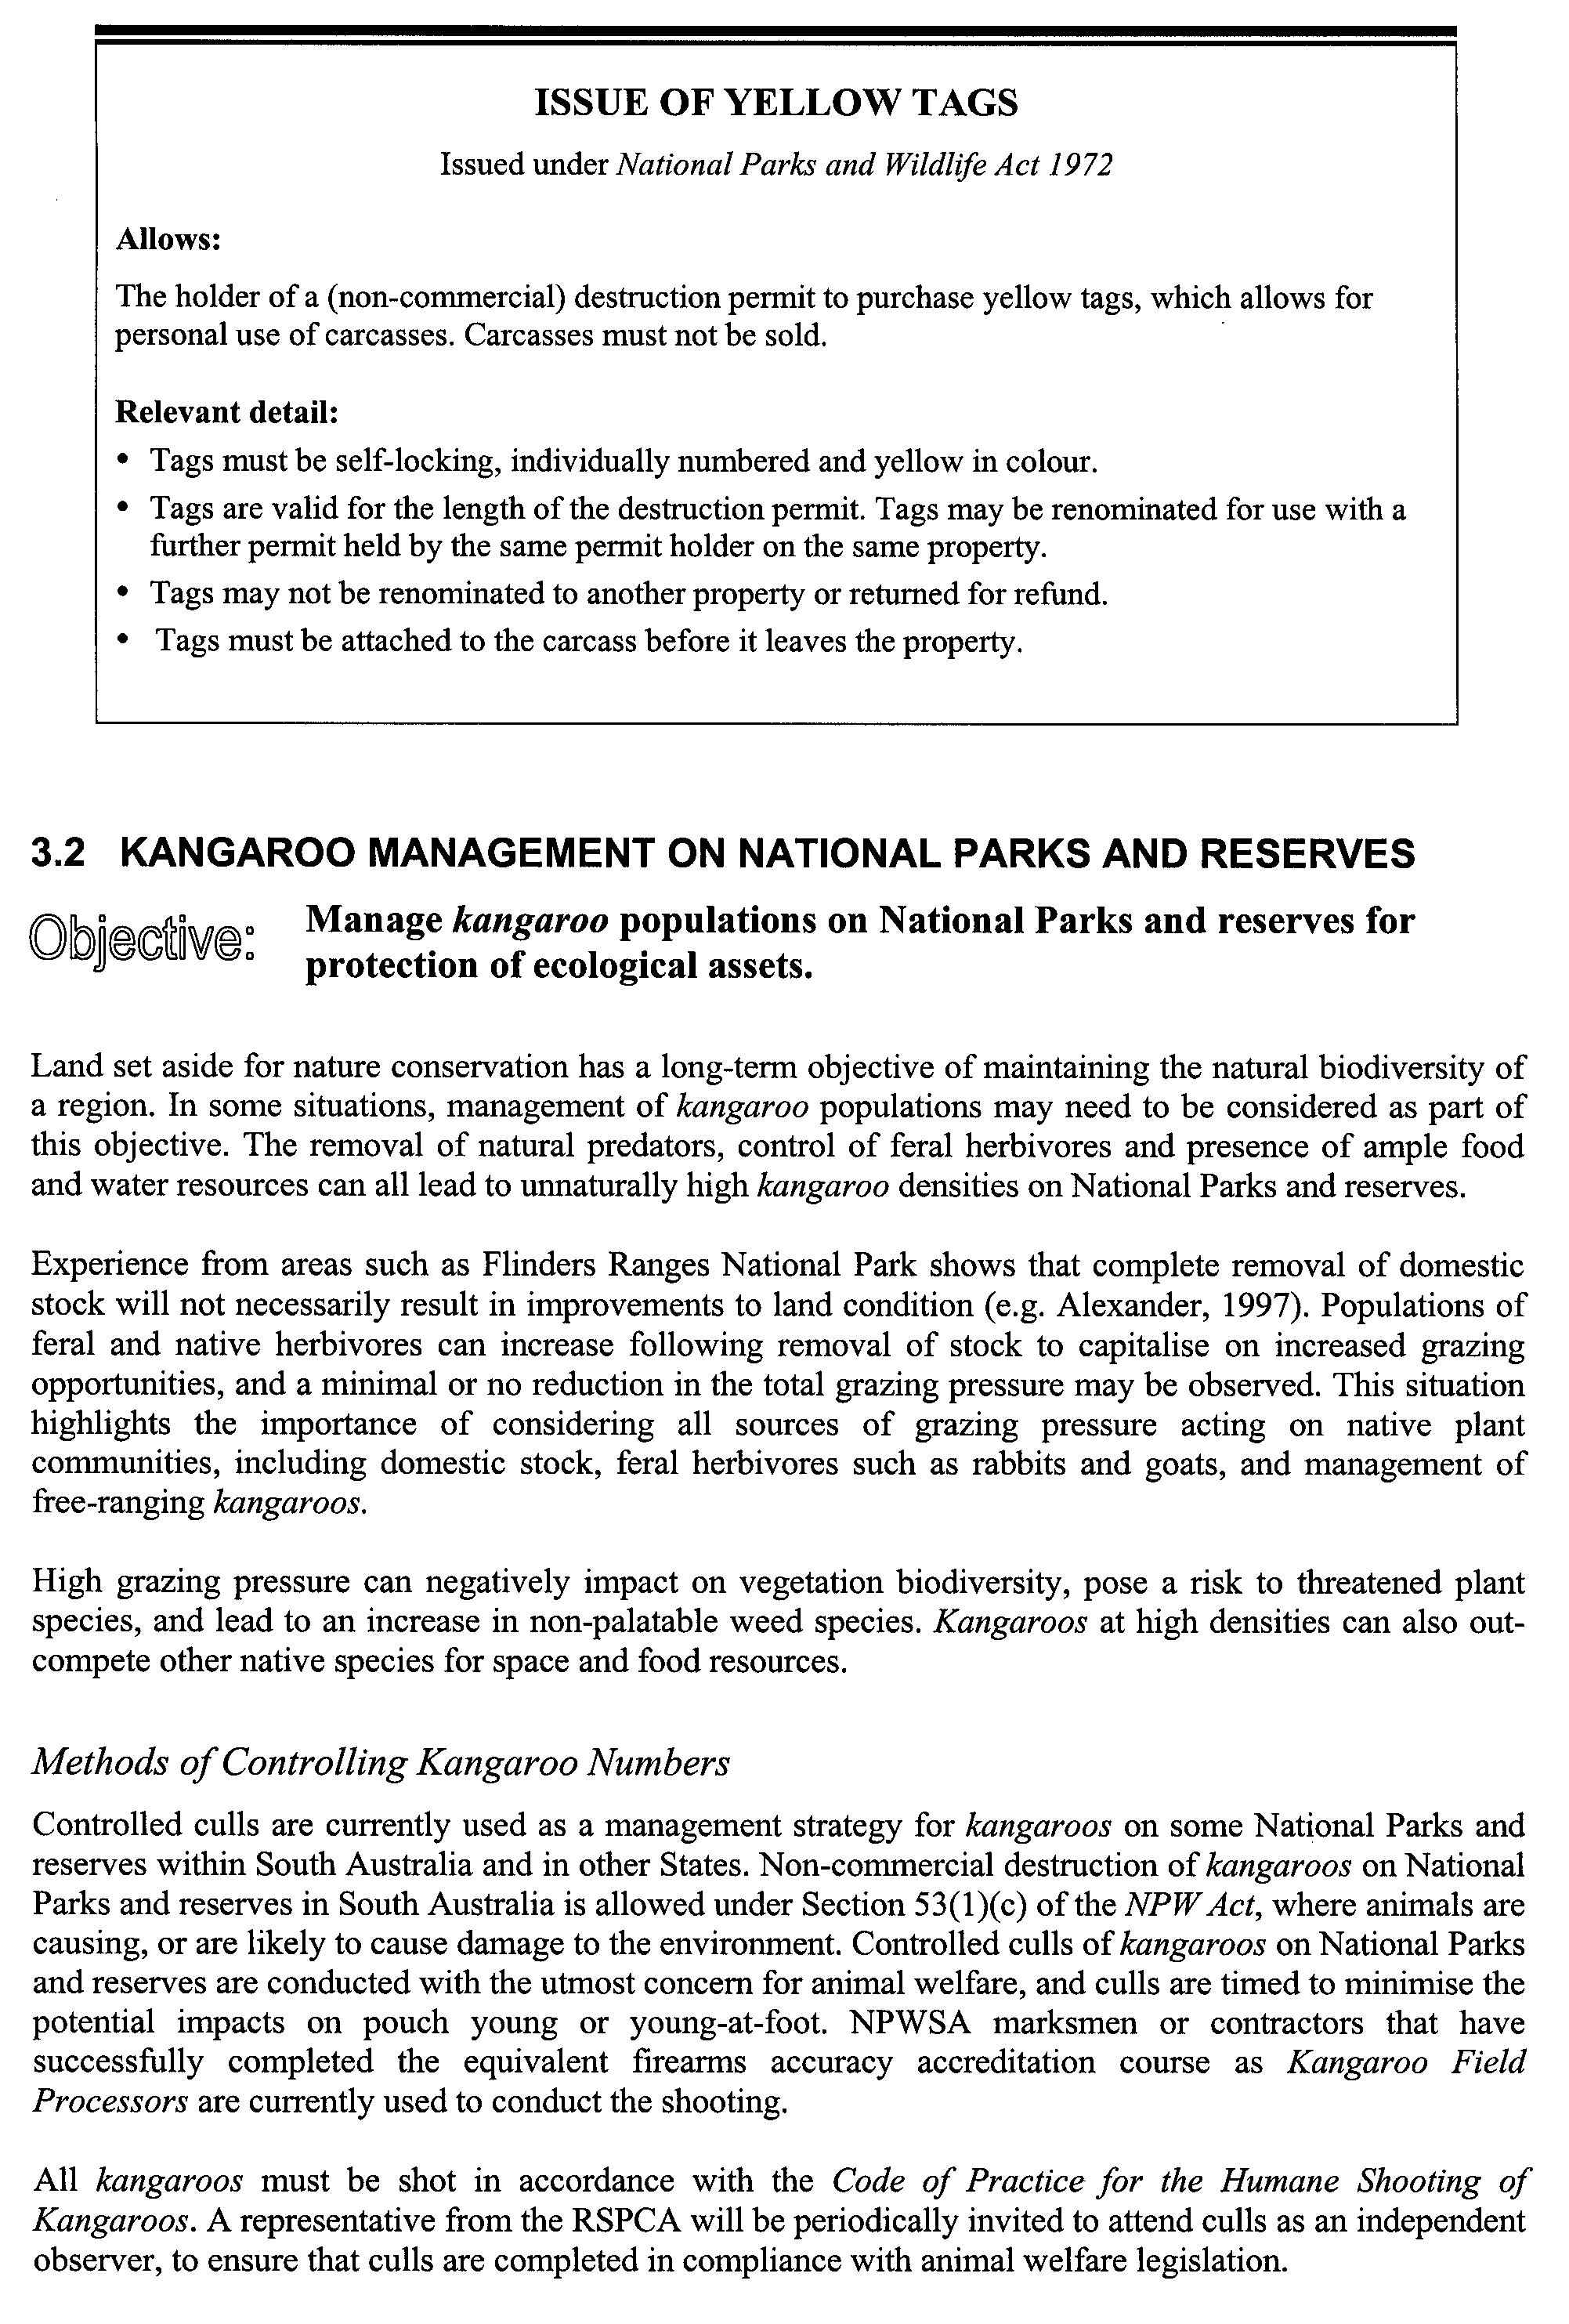 ISSUE OF YELLOW TAGS
Issued under National Parks and Wildlife Act 1972
Allows:
The holder of a (non-commercial) destruction permit to purchase yellow tags, which allows for
personal use of carcasses. Carcasses must not be sold.
Relevant detail:
• Tags must be self-locking, individually numbered and yellow in colour.
• Tags are valid for the length of the destruction permit. Tags may be renominated for use with a
further permit held by the same permit holder on the same property.
• Tags may not be renominated to another property or returned for refund.
• Tags must be attached to the carcass before it leaves the property.
3.2 KANGAROO MANAGEMENT ON NATIONAL PARKS AND RESERVES
Objective: Manage kangaroo populations on National Parks and reserves for
protection of ecological assets.
Land set aside for nature conservation has a long-term objective of maintaining the natural biodiversity of
a region. In some situations, management of kangaroo populations may need to be considered as part of
this objective. The removal of natural predators, control of feral herbivores and presence of ample food
and water resources can all lead to unnaturally high kangaroo densities on National Parks and reserves.
Experience from areas such as Flinders Ranges National Park shows that complete removal of domestic
stock will not necessarily result in improvements to land condition (e.g. Alexander, 1997). Populations of
feral and native herbivores can increase following removal of stock to capitalise on increased grazing
opportunities, and a minimal or no reduction in the total grazing pressure may be observed. This situation
highlights the importance of considering all sources of grazing pressure acting on native plant
communities, including domestic stock, feral herbivores such as rabbits and goats, and management of
free-ranging kangaroos.
High grazing pressure can negatively impact on vegetation biodiversity, pose a risk to threatened plant
species, and lead to an increase in non-palatable weed species. Kangaroos at high densities can also out-
compete other native species for space and food resources.
Methods of Controlling Kangaroo Numbers
Controlled culls are currently used as a management strategy for kangaroos on some National Parks and
reserves within South Australia and in other States. Non-commercial destruction of kangaroos on National
Parks and reserves in South Australia is allowed under Section 53(1)(c) of the NPW Act, where animals are
causing, or are likely to cause damage to the environment. Controlled culls of kangaroos on National Parks
and reserves are conducted with the utmost concern for animal welfare, and culls are timed to minimise the
potential impacts on pouch young or young-at-foot. NPWSA marksmen or contractors that have
successfully completed the equivalent firearms accuracy accreditation course as Kangaroo Field
Processors are currently used to conduct the shooting.
All kangaroos must be shot in accordance with the Code of Practice for the Humane Shooting of
Kangaroos. A representative from the RSPCA will be periodically invited to attend culls as an independent
observer, to ensure that culls are completed in compliance with animal welfare legislation.